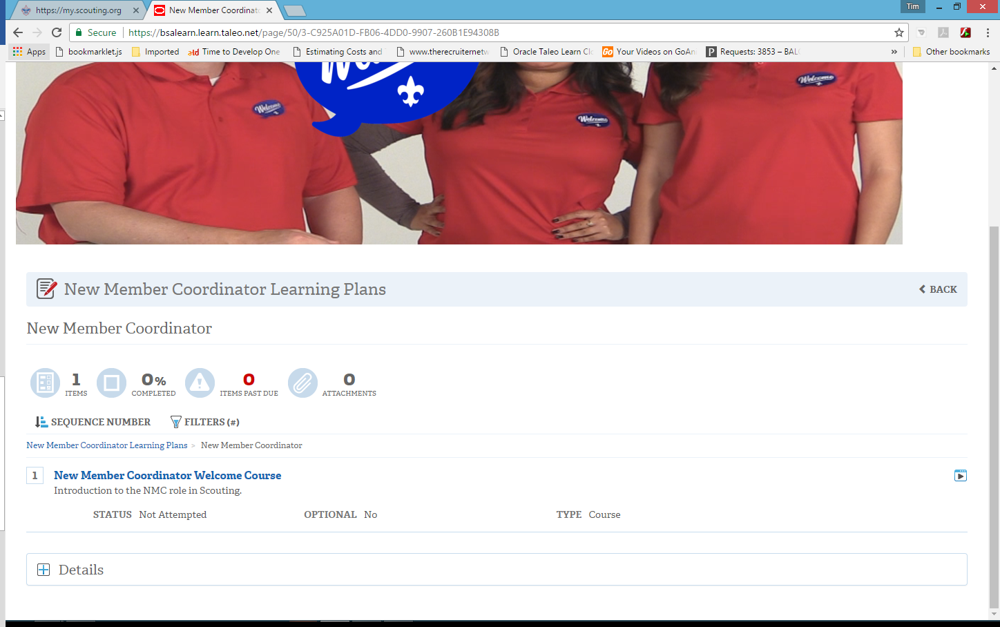 Tim
https://my.scouting.org
New Member Coordinato
Secure
https://bsalearn.learn.taleo.net/page/50/3-C925A01D-FB06-4DD0-9907-260B1E94308B
Apps bookmarklet.js Imported Time to Develop One Estimating Costs and www.therecruiternetw Oracle Taleo Learn Clo Your Videos on GoAni Requests: 3853 – BAL » Other bookmarks
Welcome
Welcome
Welcome
New Member Coordinator Learning Plans
BACK
New Member Coordinator
1 ITEMS
0% COMPLETED
0 ITEMS PAST DUE
0 ATTACHMENTS
SEQUENCE NUMBER FILTERS (#)
New Member Coordinator Learning Plans > New Member Coordinator
1 New Member Coordinator Welcome Course
Introduction to the NMC role in Scouting.
STATUS Not Attempted OPTIONAL No TYPE Course
Details